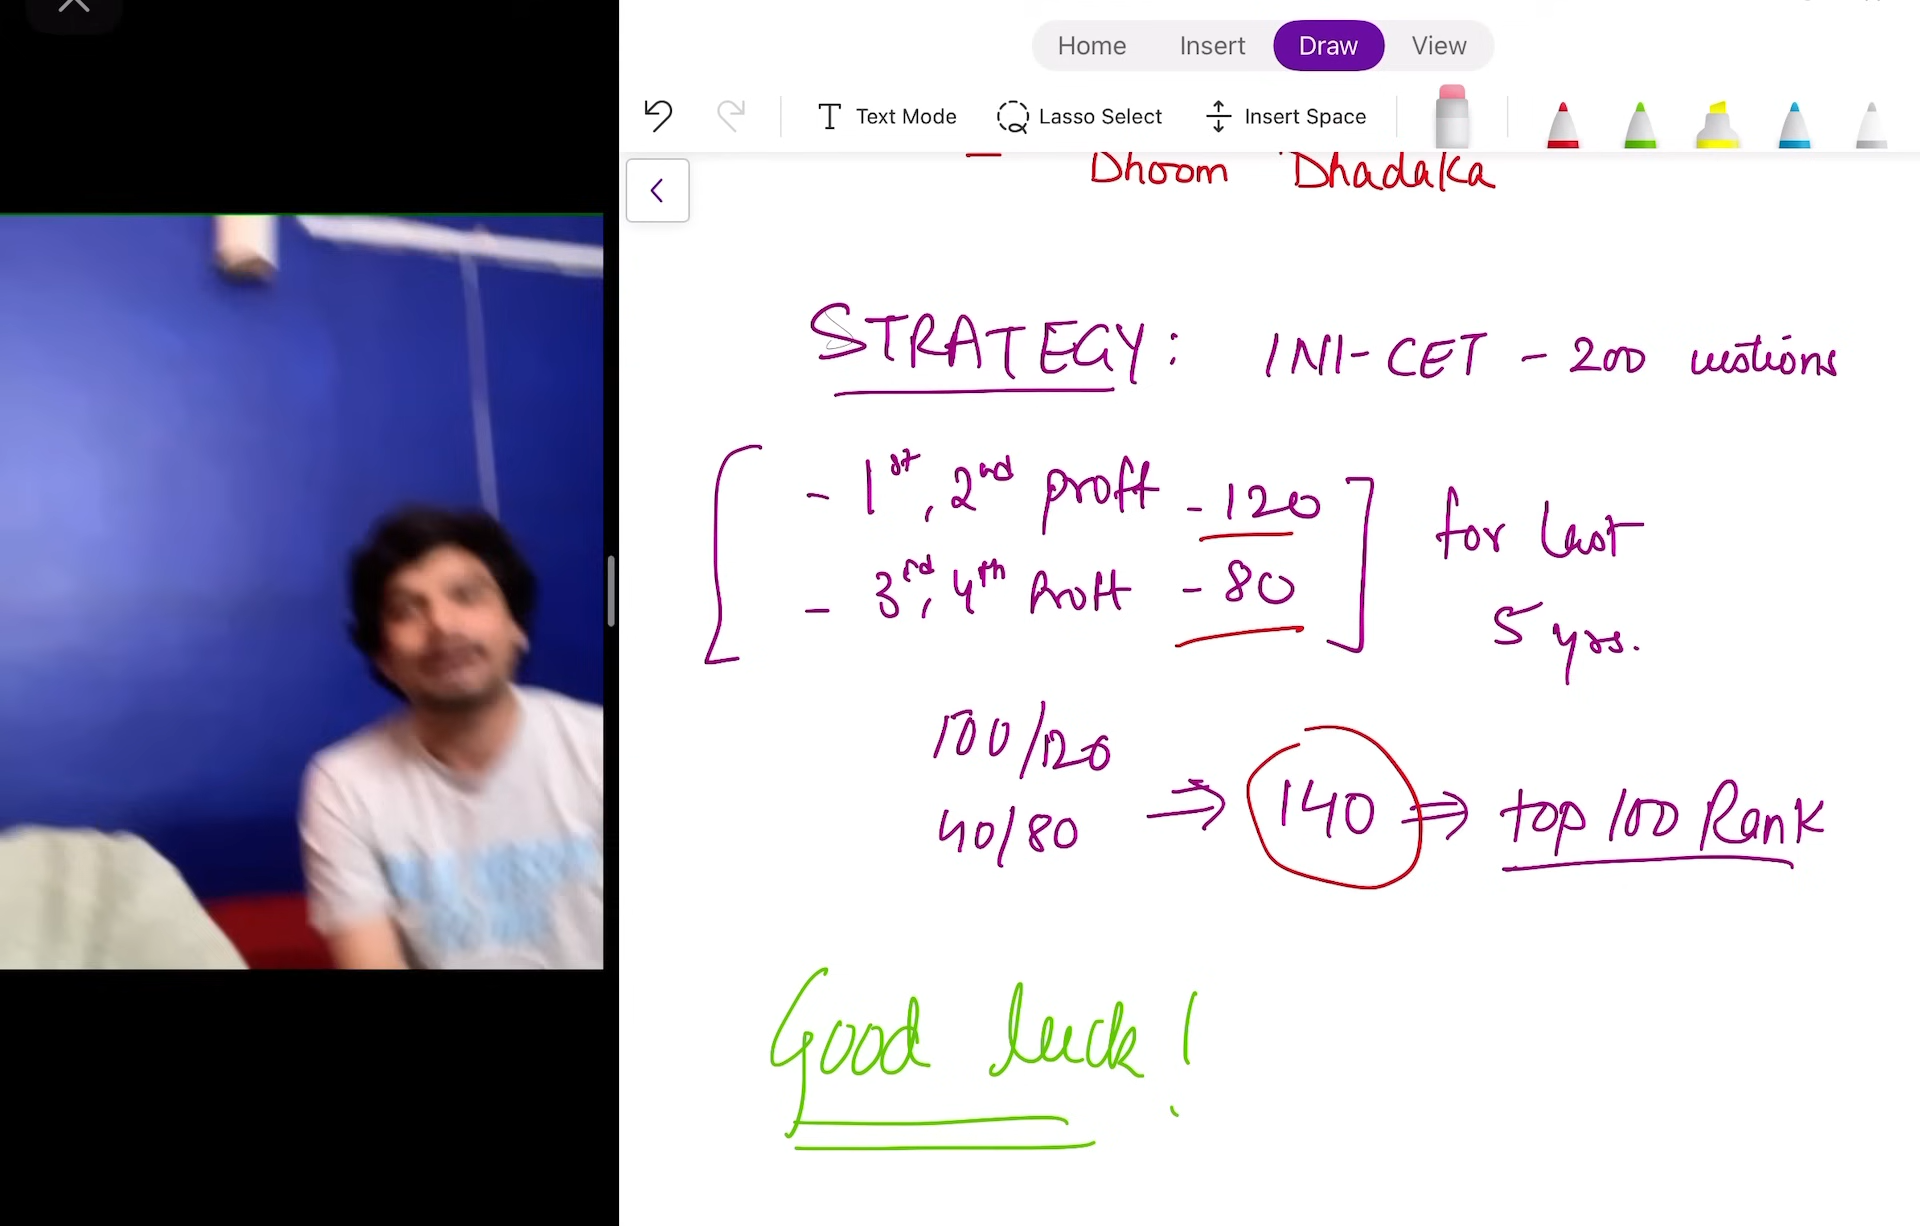 Home Insert Draw View
Text Mode Lasso Select Insert Space
Dhoom Dhadaka
STRATEGY: INI-CET - 200 uestions
- 1st, 2nd proff - 120
- 3rd, 4th Proff - 80
for last
5 yrs.
100/120
40/80
⇒ 140 ⇒ top 100 Rank
Good luck!